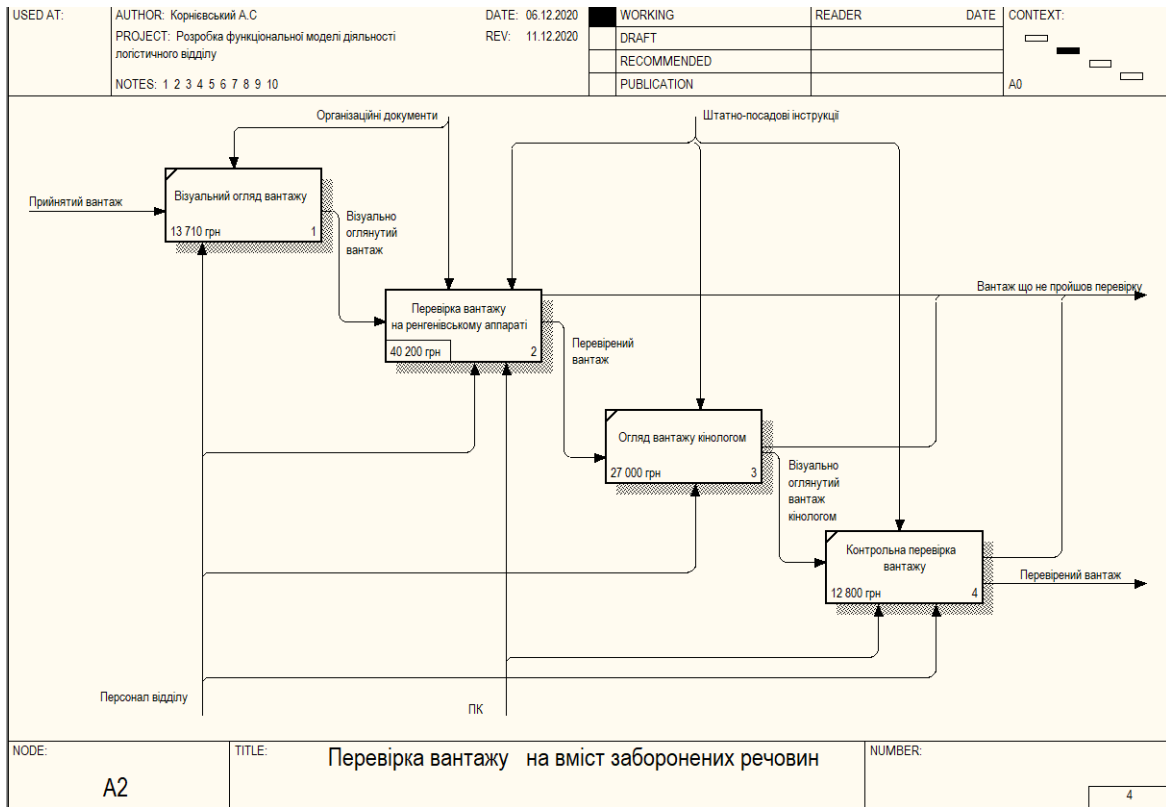 USED AT:
AUTHOR: Корнієвський А.С
DATE: 06.12.2020
PROJECT: Розробка функціональної моделі діяльності
логістичного відділу
REV: 11.12.2020
NOTES: 1 2 3 4 5 6 7 8 9 10
WORKING
DRAFT
RECOMMENDED
PUBLICATION
READER
DATE
CONTEXT:
A0
Організаційні документи
Штатно-посадові інструкції
Прийнятий вантаж
Візуальний огляд вантажу
13 710 грн
1
Візуально
оглянутий
вантаж
Вантаж що не пройшов перевірку
Перевірка вантажу
на ренгенівському аппараті
40 200 грн
2
Перевірений
вантаж
Огляд вантажу кінологом
27 000 грн
3
Візуально
оглянутий
вантаж
кінологом
Контрольна перевірка
вантажу
12 800 грн
4
Перевірений вантаж
Персонал відділу
ПК
NODE:
A2
TITLE:
Перевірка вантажу на вміст заборонених речовин
NUMBER:
4